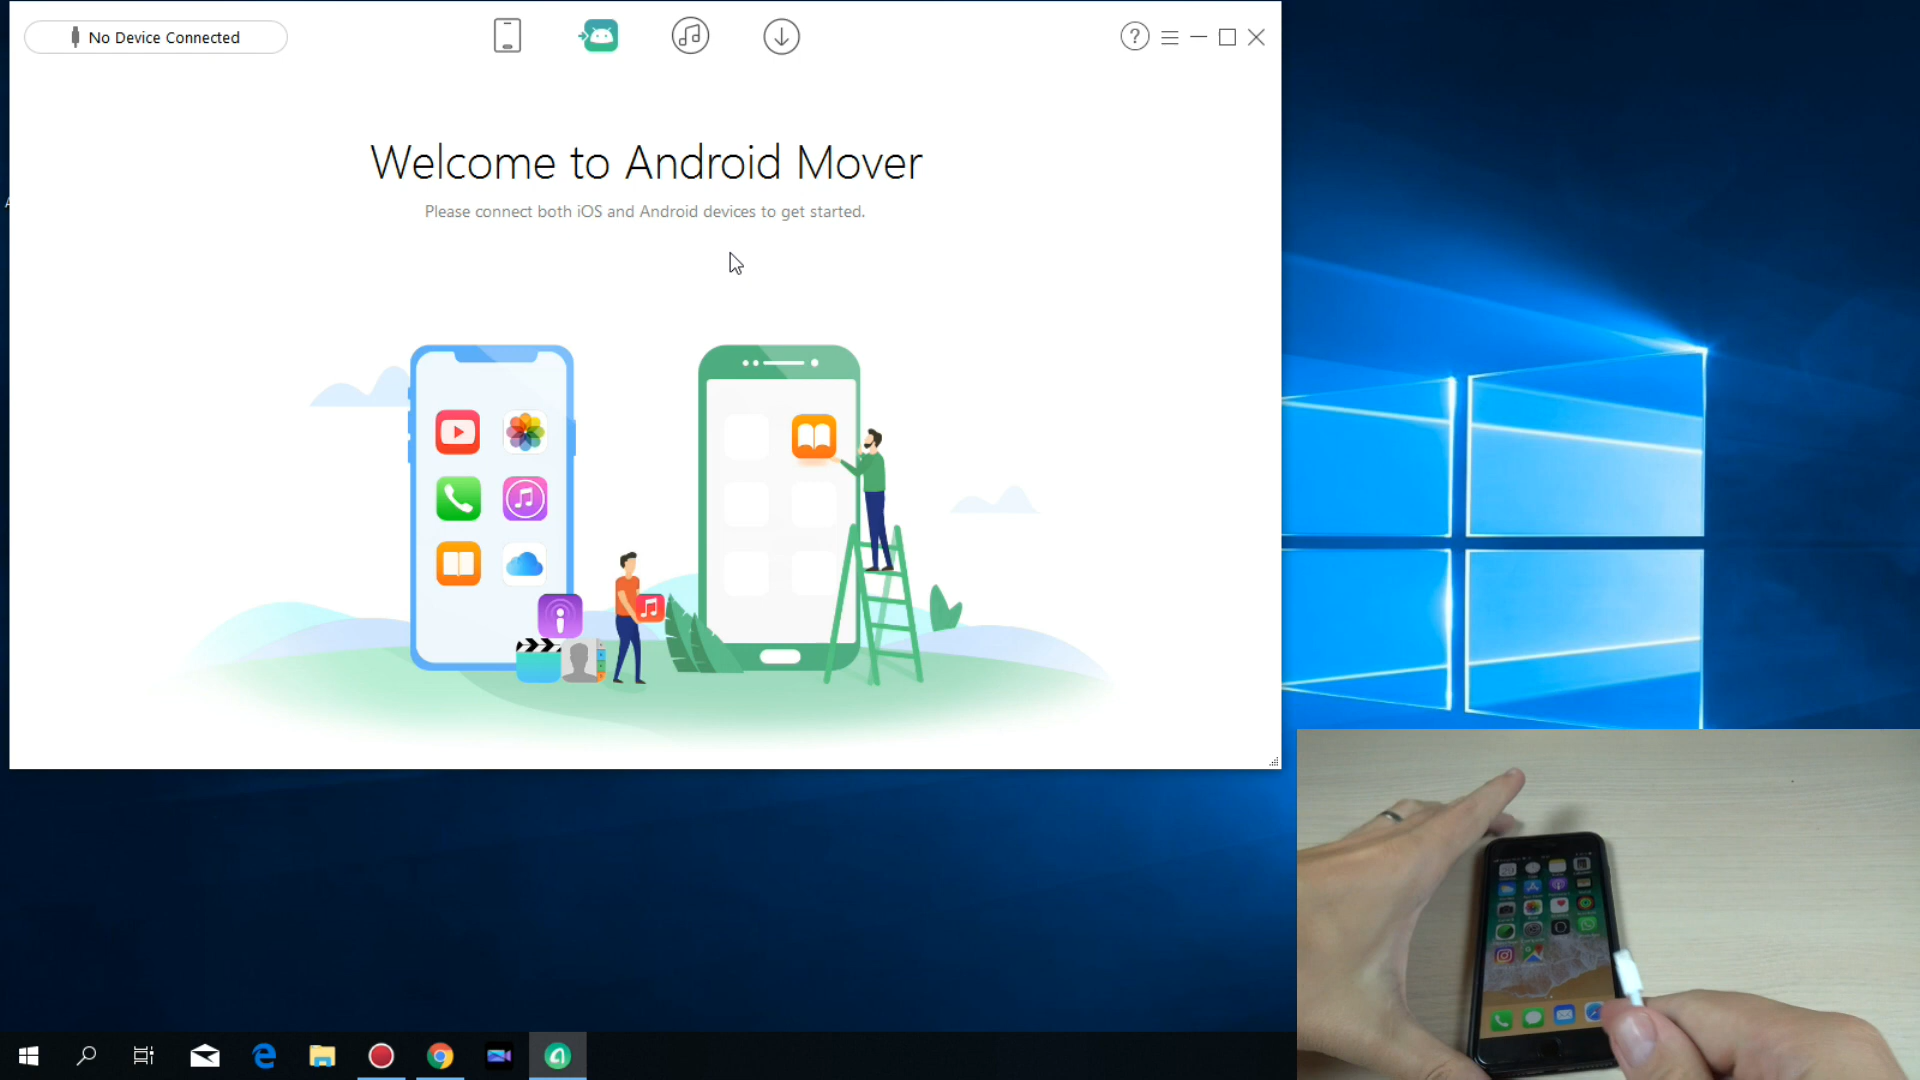 No Device Connected
?
Welcome to Android Mover
Please connect both iOS and Android devices to get started.